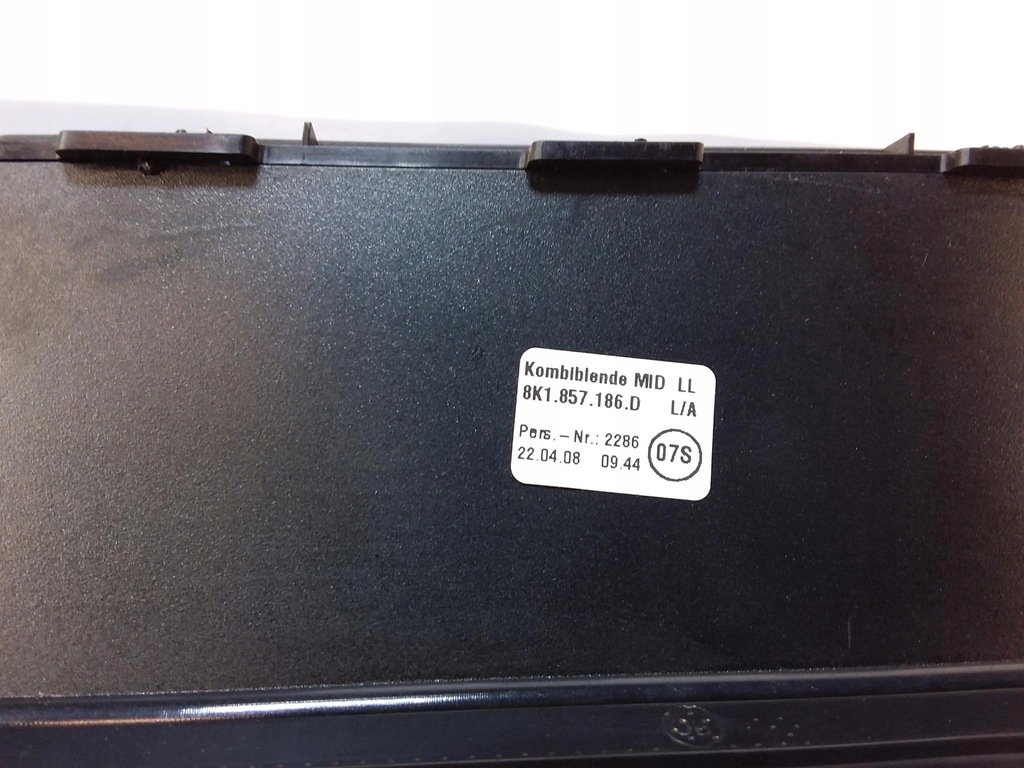 Kombiblende MID LL
8K1.857.186.D L/A
Pers.-Nr.: 2286
22.04.08 09.44
07S